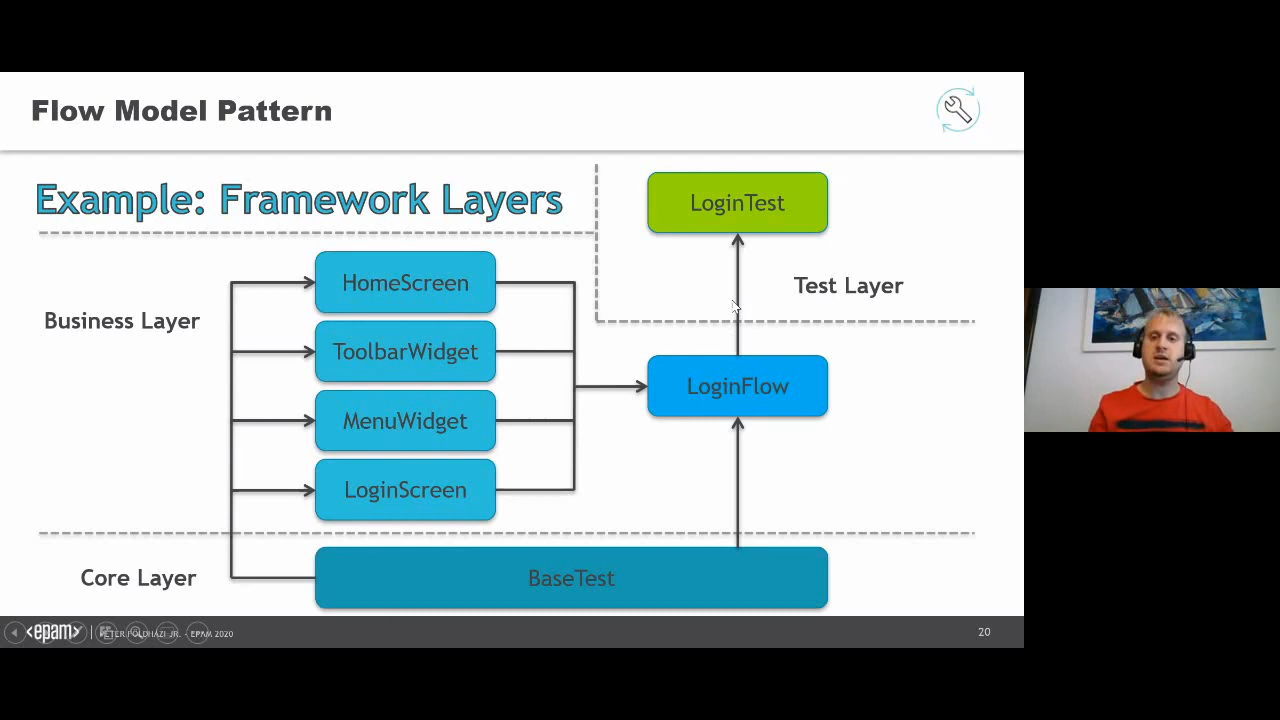 Flow Model Pattern
Example: Framework Layers
LoginTest
Test Layer
HomeScreen
Business Layer
ToolbarWidget
LoginFlow
MenuWidget
LoginScreen
Core Layer
BaseTest
<epam> | PETER FOLDHAZI JR. - EPAM 2020
20